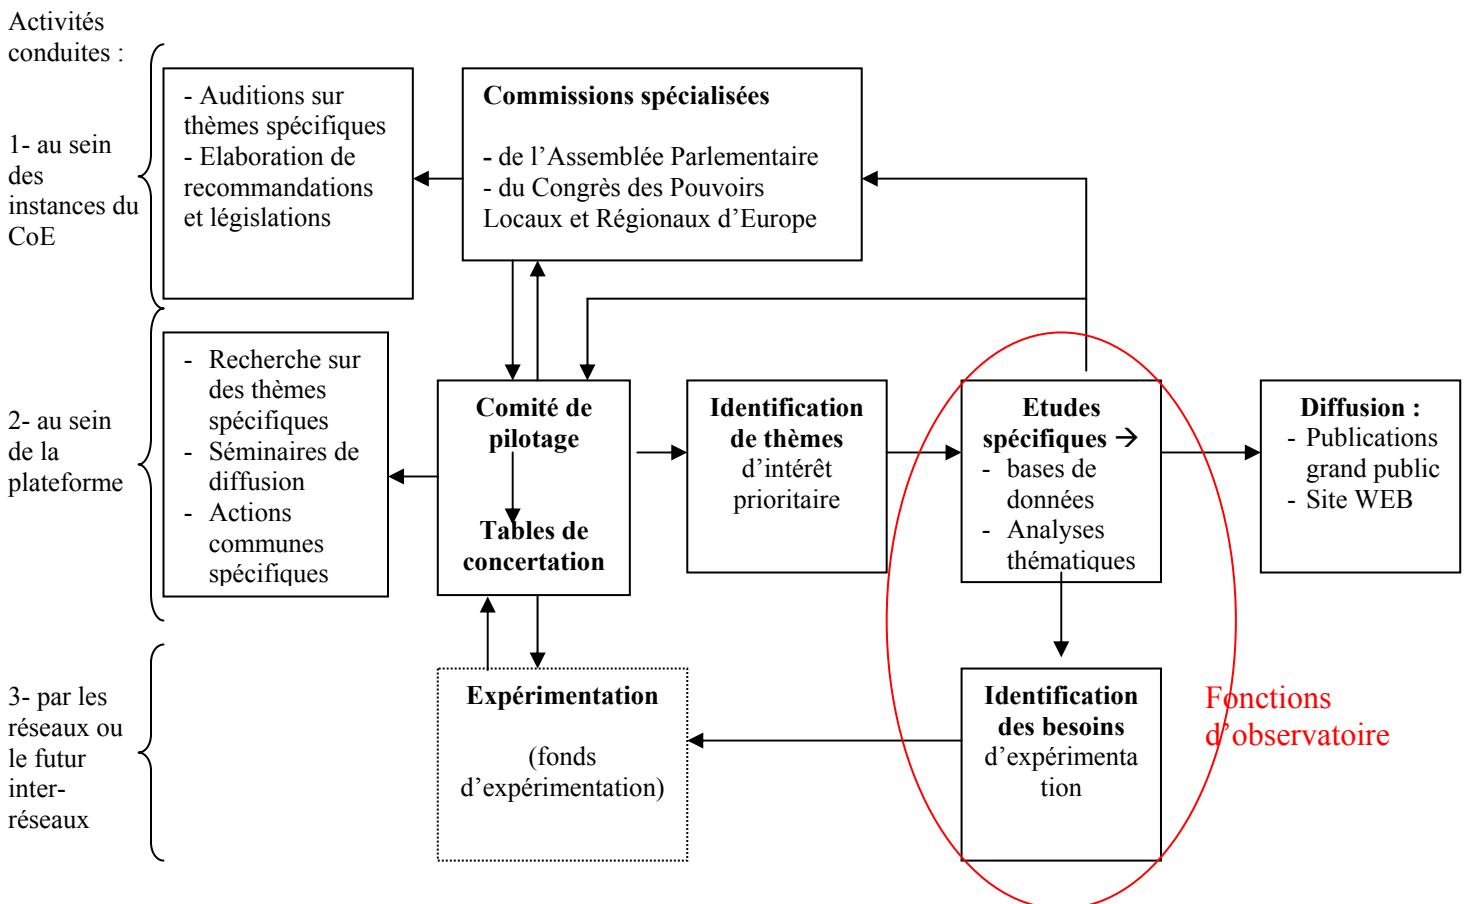 Activités
conduites :
1- au sein
des
instances du
CoE
- Auditions sur
thèmes spécifiques
- Elaboration de
recommandations
et législations
Commissions spécialisées
- de l’Assemblée Parlementaire
- du Congrès des Pouvoirs
Locaux et Régionaux d’Europe
2- au sein
de la
plateforme
- Recherche sur
des thèmes
spécifiques
- Séminaires de
diffusion
- Actions
communes
spécifiques
Comité de
pilotage
Tables de
concertation
Identification
de thèmes
d’intérêt
prioritaire
Etudes
spécifiques →
- bases de
données
- Analyses
thématiques
Diffusion :
- Publications
grand public
- Site WEB
3- par les
réseaux ou
le futur
inter-
réseaux
Expérimentation
(fonds
d’expérimentation)
Identification
des besoins
d’expérimenta
tion
Fonctions
d’observatoire